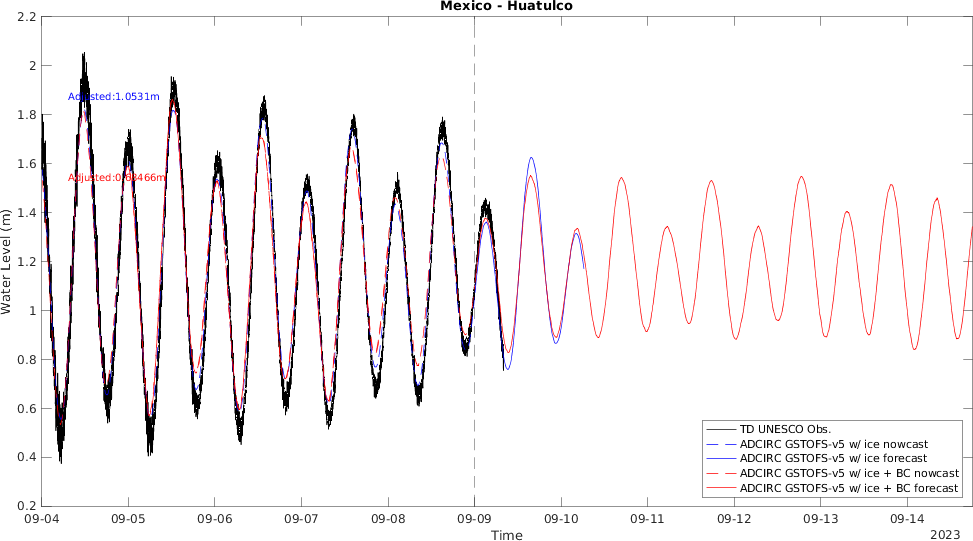 Mexico - Huatulco
2.2
2
1.8
1.6
1.4
1.2
1
0.8
0.6
0.4
0.2
Water Level (m)
Adjusted:1.0531m
Adjusted:0.68466m
TD UNESCO Obs.
ADCIRC GSTOFS-v5 w/ ice nowcast
ADCIRC GSTOFS-v5 w/ ice forecast
ADCIRC GSTOFS-v5 w/ ice + BC nowcast
ADCIRC GSTOFS-v5 w/ ice + BC forecast
09-04 09-05 09-06 09-07 09-08 09-09 09-10 09-11 09-12 09-13 09-14
Time
2023